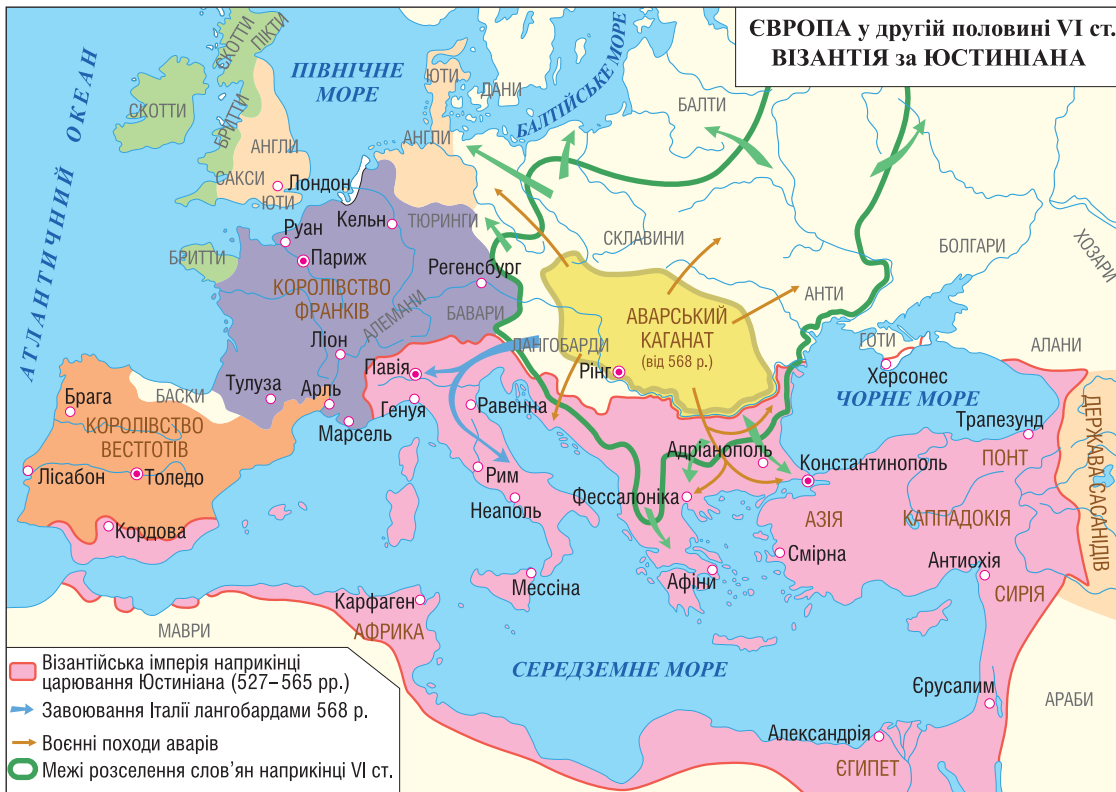 ЄВРОПА у другій половині VI ст.
ВІЗАНТІЯ за ЮСТИНІАНА
АТЛАНТИЧНИЙ ОКЕАН
ПІВНІЧНЕ
МОРЕ
БАЛТІЙСЬКЕ МОРЕ
СКОТТИ
ПІКТИ
СКОТТИ
БРИТТИ
АНГЛИ
САКСИ
ЮТИ
Лондон
ЮТИ
ДАНИ
АНГЛИ
БАЛТИ
БРИТТИ
Руан
Париж
Кельн
ТЮРИНГИ
КОРОЛІВСТВО
ФРАНКІВ
Регенсбург
АЛЕМАНИ
БАВАРИ
СКЛАВИНИ
АНТИ
БОЛГАРИ
ХОЗАРИ
АВАРСЬКИЙ
КАГАНАТ
(від 568 р.)
ЛАНГОБАРДИ
Рінг
ГОТИ
Херсонес
АЛАНИ
ЧОРНЕ МОРЕ
Ліон
Павія
Тулуза
Арль
Марсель
Генуя
Равенна
БАСКИ
Брага
КОРОЛІВСТВО
ВЕСТГОТІВ
Лісабон
Толедо
Кордова
Рим
Неаполь
Мессіна
Адріанополь
Константинополь
Фессалоніка
Афіни
Смірна
АЗІЯ
КАППАДОКІЯ
ПОНТ
Трапезунд
ДЕРЖАВА САСАНІДІВ
Антиохія
СИРІЯ
Карфаген
АФРИКА
МАВРИ
СЕРЕДЗЕМНЕ МОРЕ
Єрусалим
АРАБИ
Александрія
ЄГИПЕТ
Візантійська імперія наприкінці
царювання Юстиніана (527–565 рр.)
Завоювання Італії лангобардами 568 р.
Воєнні походи аварів
Межі розселення слов’ян наприкінці VI ст.